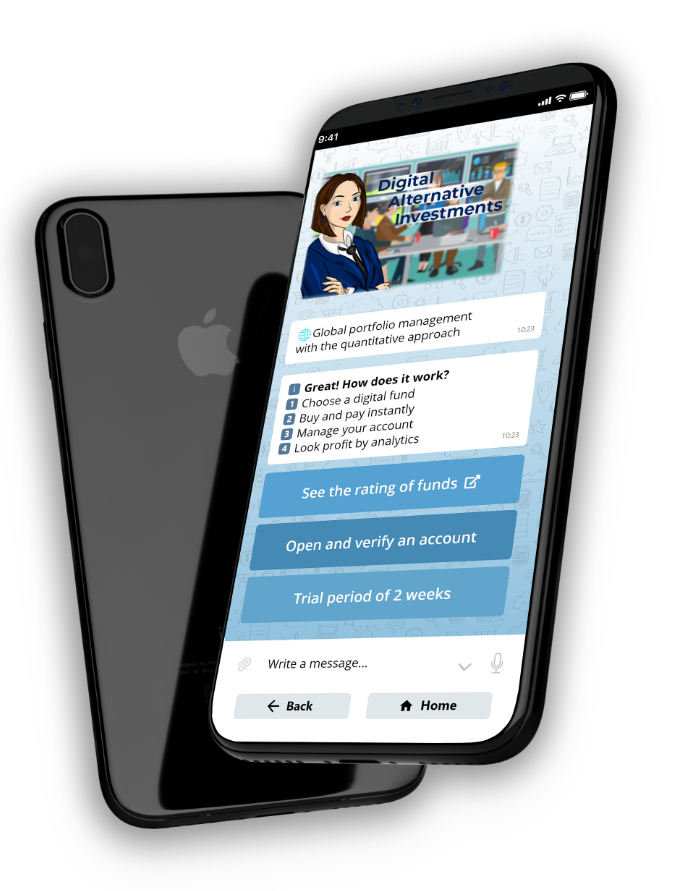 9:41
Digital
Alternative
Investments
Global portfolio management
with the quantitative approach
10:23
i Great! How does it work?
1 Choose a digital fund
2 Buy and pay instantly
3 Manage your account
4 Look profit by analytics
10:23
See the rating of funds
Open and verify an account
Trial period of 2 weeks
Write a message...
Back
Home